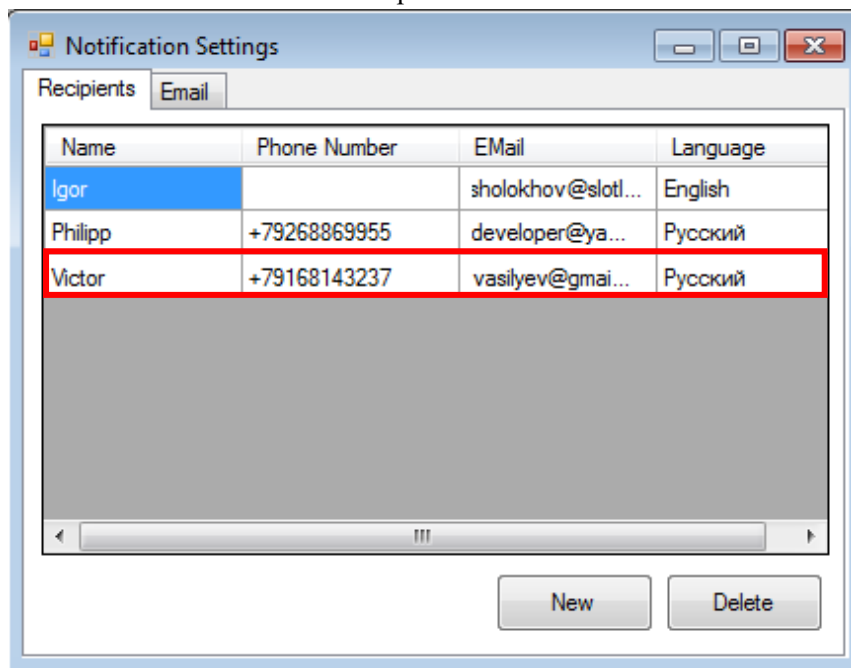 Notification Settings
Recipients Email
Name Phone Number EMail Language
Igor sholokhov@slotl... English
Philipp +79268869955 developer@ya... Русский
Victor +79168143237 vasilyev@gmai... Русский
New Delete